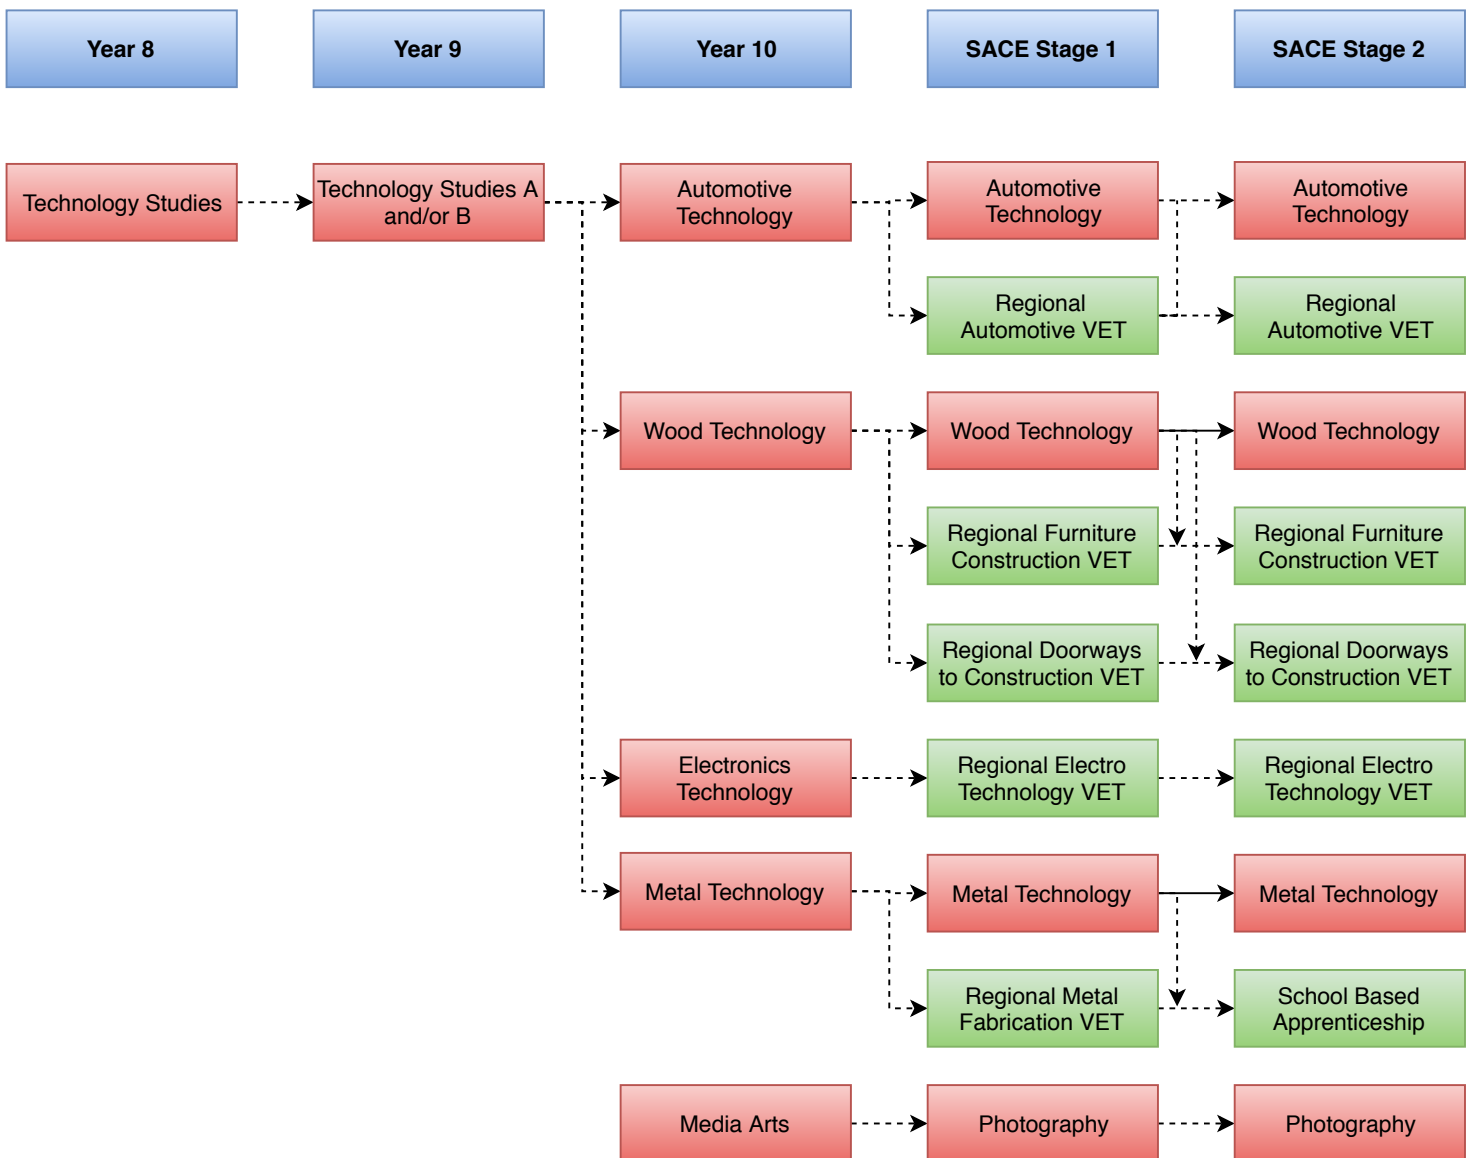 Year 8
Year 9
Year 10
SACE Stage 1
SACE Stage 2
Technology Studies
Technology Studies A
and/or B
Automotive
Technology
Automotive
Technology
Automotive
Technology
Regional
Automotive VET
Regional
Automotive VET
Wood Technology
Wood Technology
Wood Technology
Regional Furniture
Construction VET
Regional Furniture
Construction VET
Regional Doorways
to Construction VET
Regional Doorways
to Construction VET
Electronics
Technology
Regional Electro
Technology VET
Regional Electro
Technology VET
Metal Technology
Metal Technology
Metal Technology
Regional Metal
Fabrication VET
School Based
Apprenticeship
Media Arts
Photography
Photography